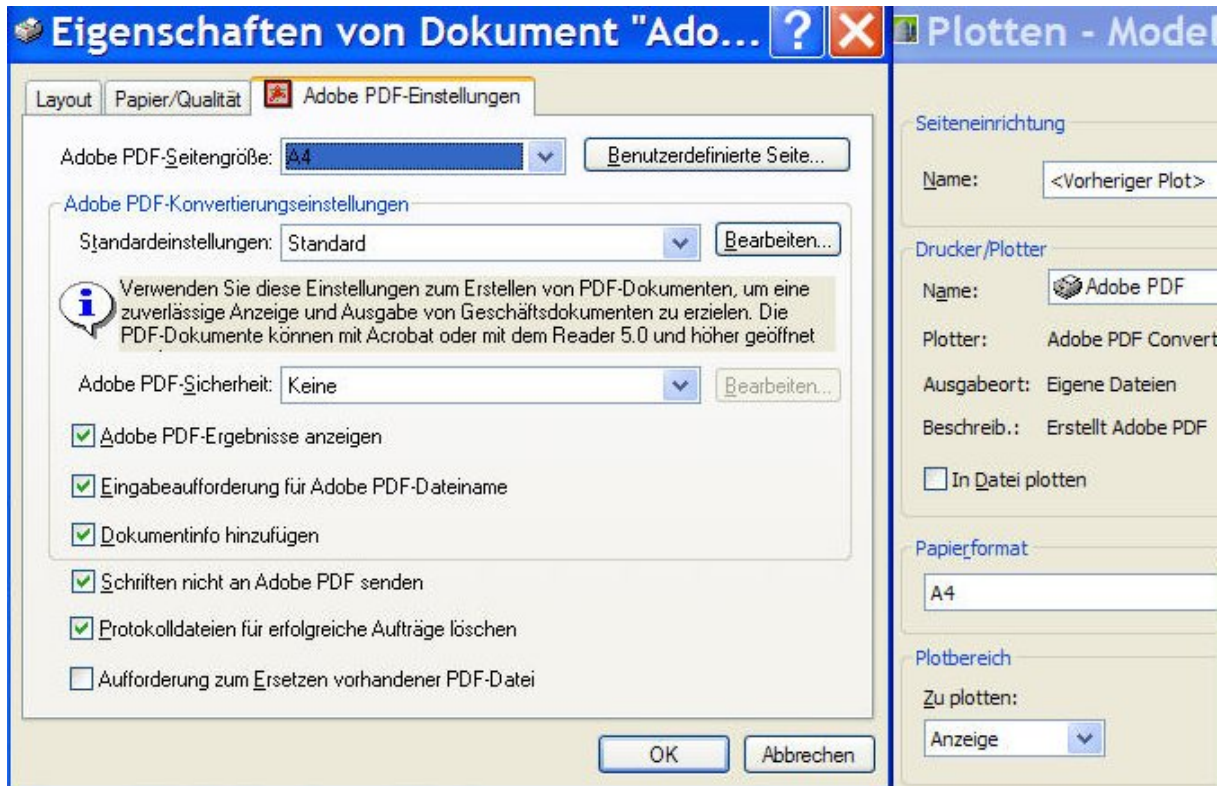 Eigenschaften von Dokument "Ado...
Layout
Papier/Qualität
Adobe PDF-Einstellungen
Adobe PDF-Seitengröße:
A4
Benutzerdefinierte Seite...
Adobe PDF-Konvertierungseinstellungen
Standardeinstellungen:
Standard
Bearbeiten...
Verwenden Sie diese Einstellungen zum Erstellen von PDF-Dokumenten, um eine
zuverlässige Anzeige und Ausgabe von Geschäftsdokumenten zu erzielen. Die
PDF-Dokumente können mit Acrobat oder mit dem Reader 5.0 und höher geöffnet
Adobe PDF-Sicherheit:
Keine
Bearbeiten...
Adobe PDF-Ergebnisse anzeigen
Eingabeaufforderung für Adobe PDF-Dateiname
Dokumentinfo hinzufügen
Schriften nicht an Adobe PDF senden
Protokolldateien für erfolgreiche Aufträge löschen
Aufforderung zum Ersetzen vorhandener PDF-Datei
OK
Abbrechen
Plotten - Model
Seiteneinrichtung
Name:
<Vorheriger Plot>
Drucker/Plotter
Name:
Adobe PDF
Plotter:
Adobe PDF Convert
Ausgabeort:
Eigene Dateien
Beschreib.:
Erstellt Adobe PDF
In Datei plotten
Papierformat
A4
Plotbereich
Zu plotten:
Anzeige